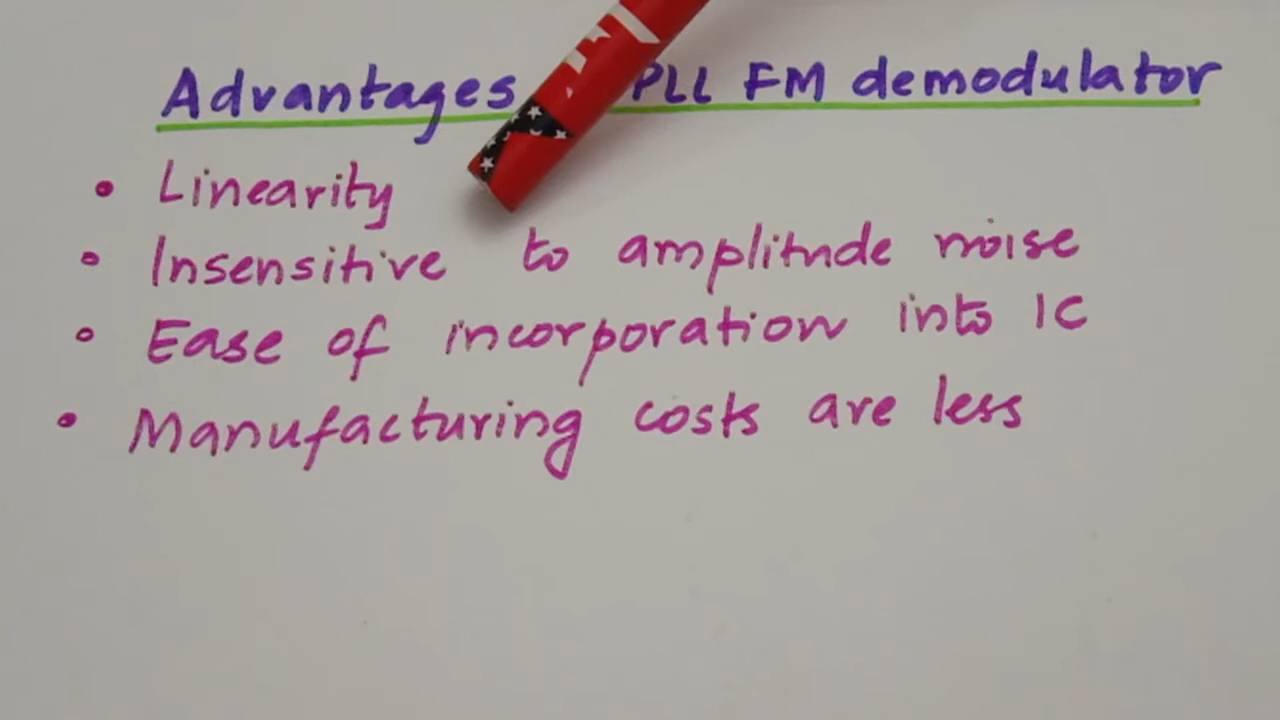 Advantages PLL FM demodulator
• Linearity
• Insensitive to amplitude noise
• Ease of incorporation into IC
• Manufacturing costs are less